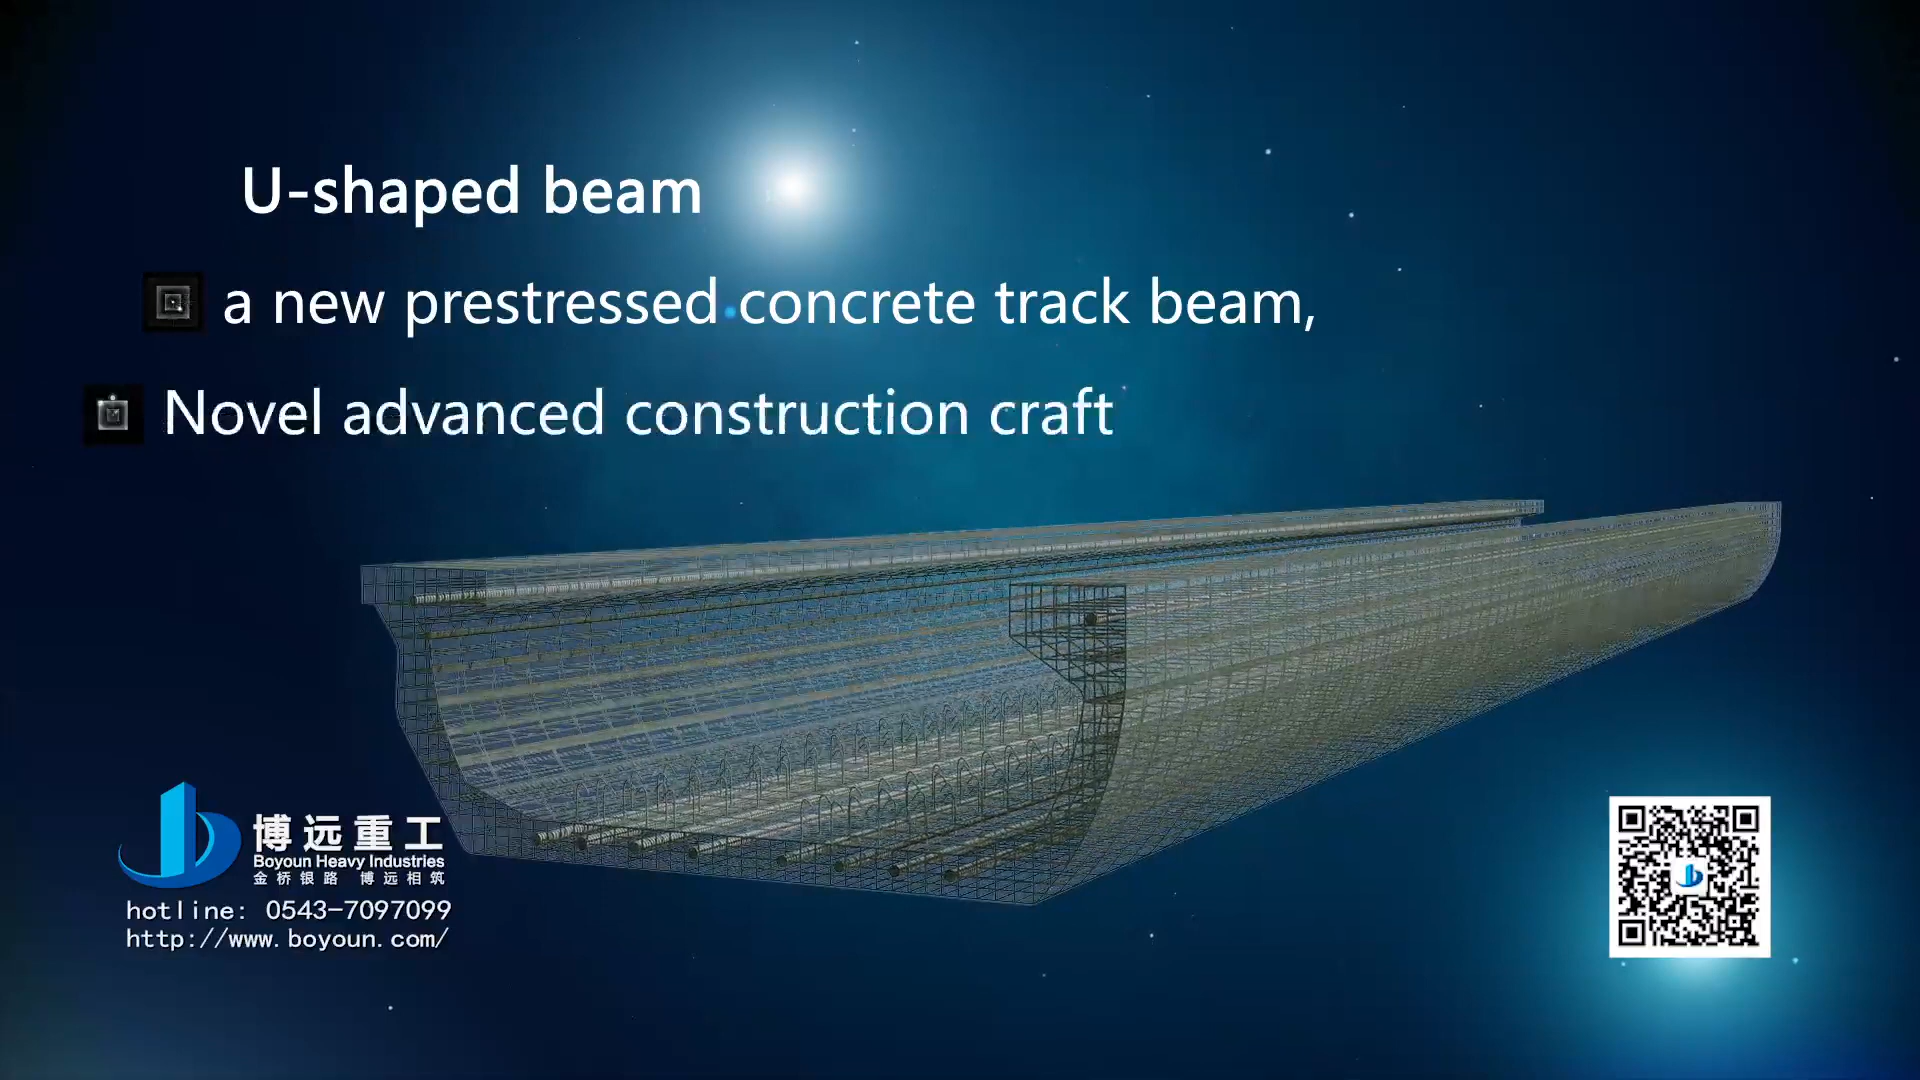 U-shaped beam
a new prestressed concrete track beam,
Novel advanced construction craft
博远重工
Boyoun Heavy Industries
金桥银路 博远相筑
hotline: 0543-7097099
http://www.boyoun.com/